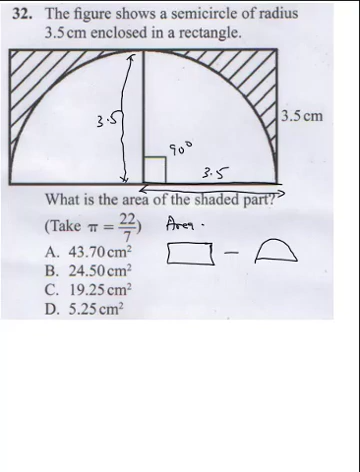 32. The figure shows a semicircle of radius
3.5 cm enclosed in a rectangle.
3.5
3.5 cm
90°
3.5
What is the area of the shaded part?
(Take π = 22/7) Area.
−
A. 43.70 cm²
B. 24.50 cm²
C. 19.25 cm²
D. 5.25 cm²